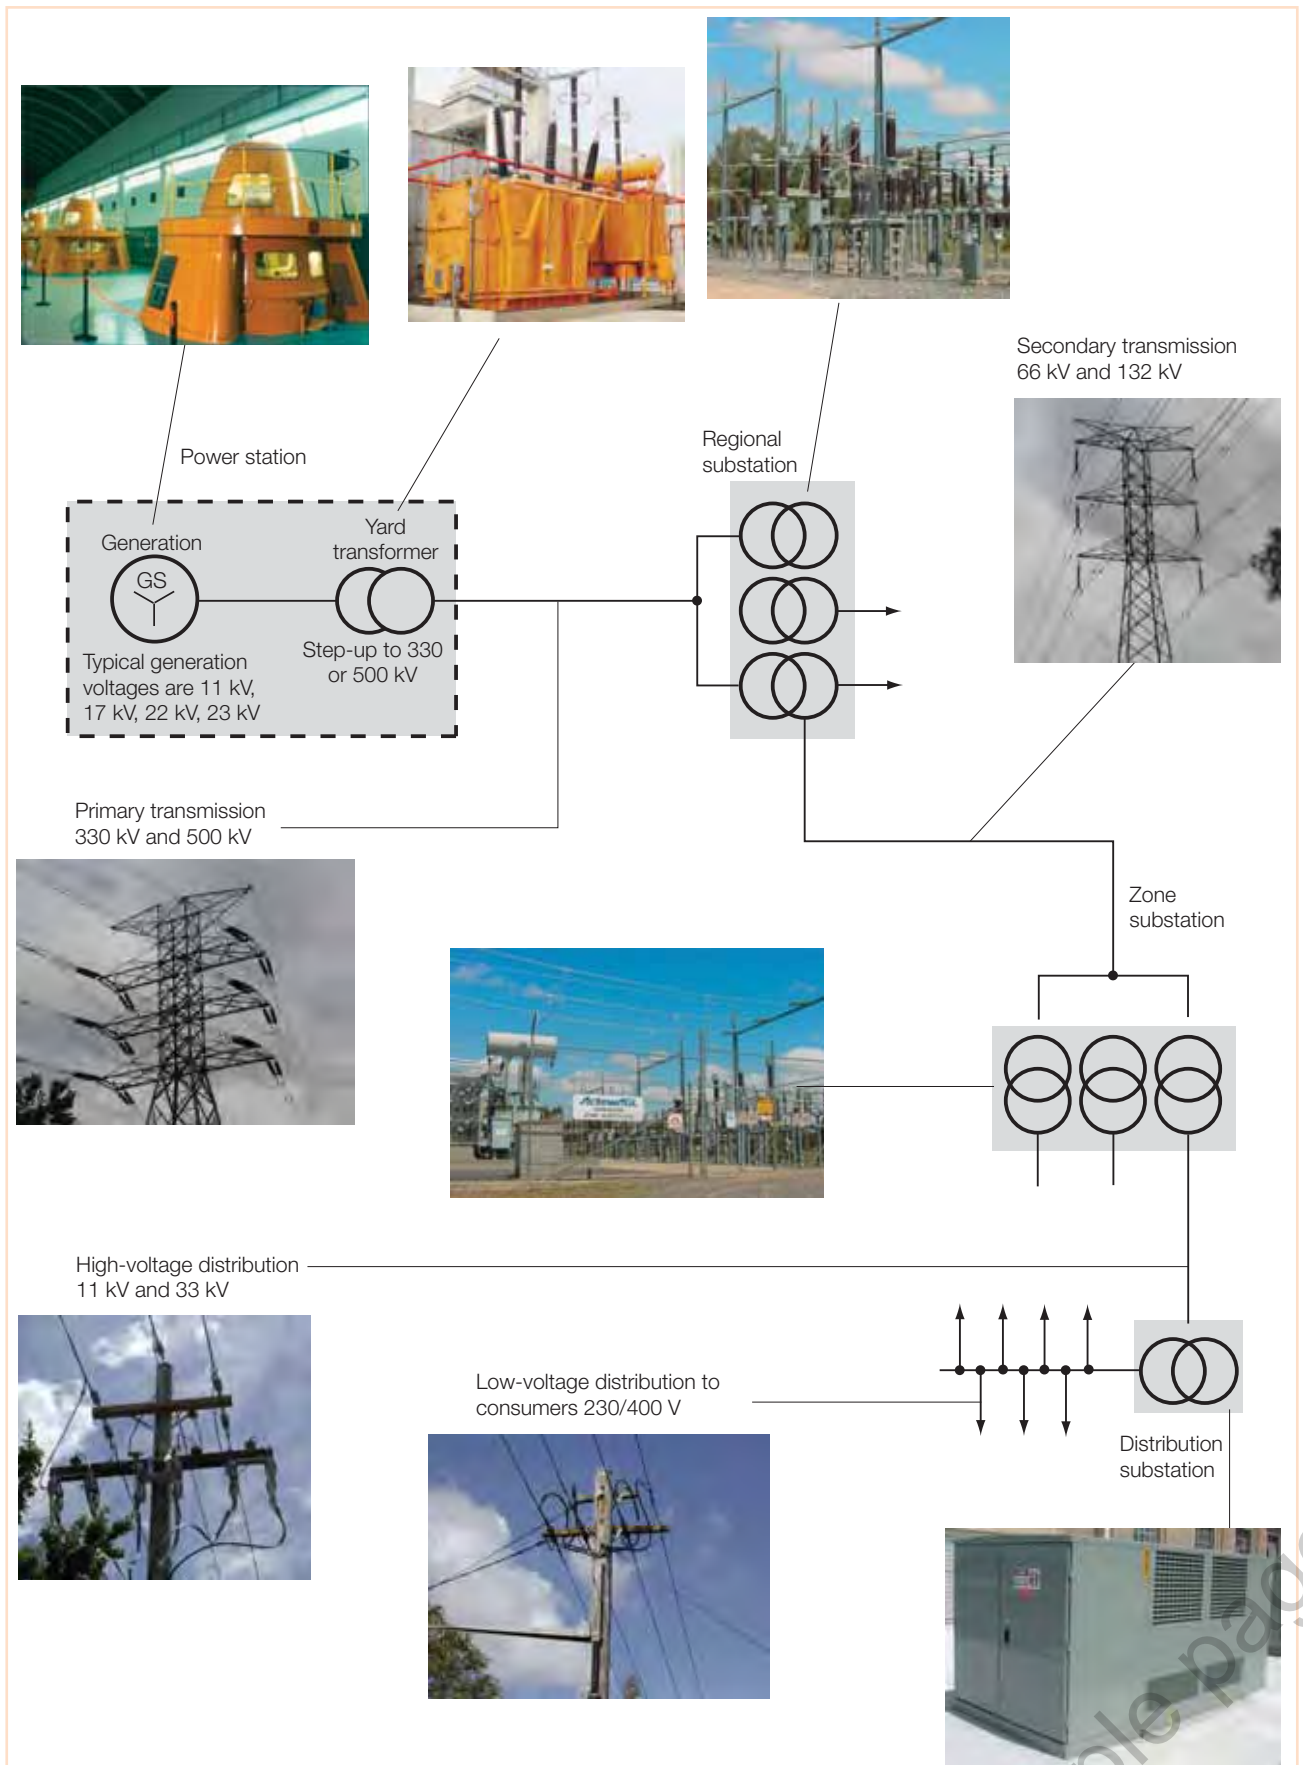 Secondary transmission
66 kV and 132 kV
Regional
substation
Power station
Generation
GS
Yard
transformer
Typical generation
voltages are 11 kV,
17 kV, 22 kV, 23 kV
Step-up to 330
or 500 kV
Primary transmission
330 kV and 500 kV
Zone
substation
High-voltage distribution
11 kV and 33 kV
Low-voltage distribution to
consumers 230/400 V
Distribution
substation